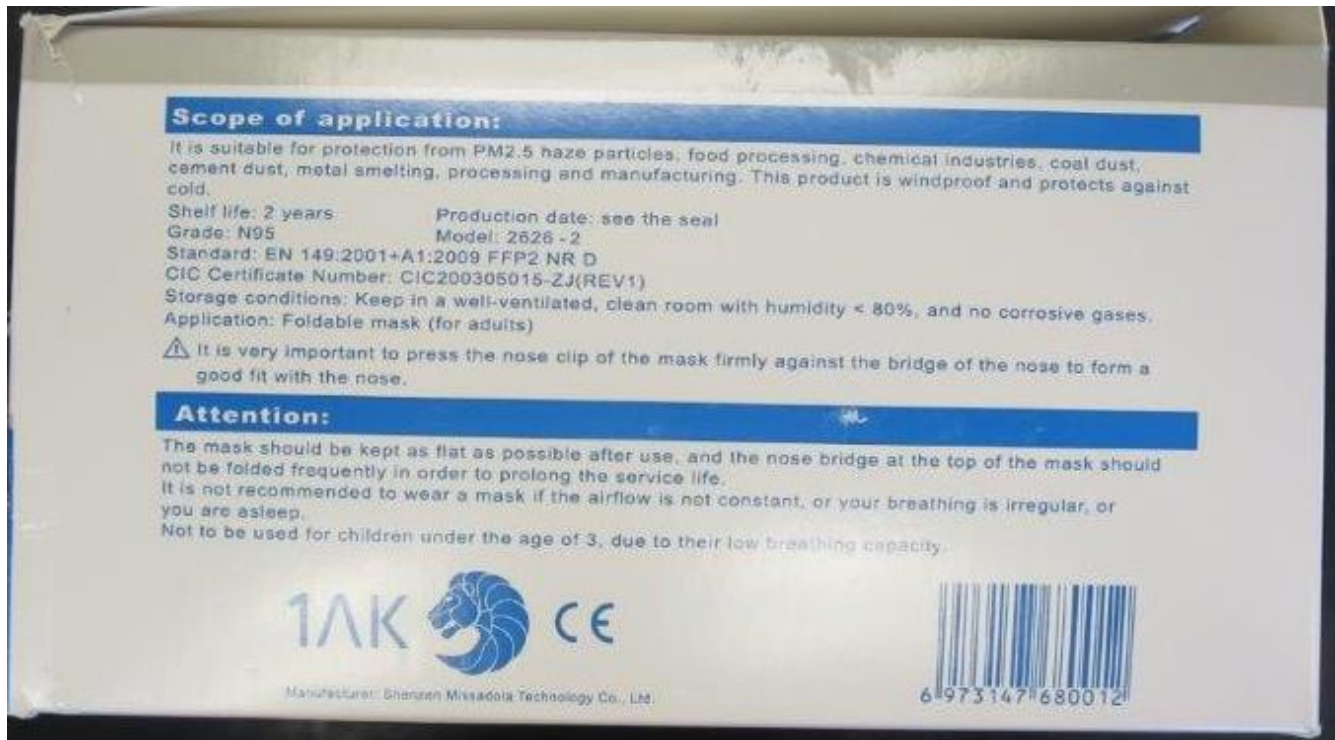 Scope of application:
It is suitable for protection from PM2.5 haze particles, food processing, chemical industries, coal dust,
cement dust, metal smelting, processing and manufacturing. This product is windproof and protects against
cold.
Shelf life: 2 years Production date: see the seal
Grade: N95 Model: 2626 - 2
Standard: EN 149:2001+A1:2009 FFP2 NR D
CIC Certificate Number: CIC200305015-ZJ(REV1)
Storage conditions: Keep in a well-ventilated, clean room with humidity < 80%, and no corrosive gases.
Application: Foldable mask (for adults)
It is very important to press the nose clip of the mask firmly against the bridge of the nose to form a
good fit with the nose.
Attention:
The mask should be kept as flat as possible after use, and the nose bridge at the top of the mask should
not be folded frequently in order to prolong the service life.
It is not recommended to wear a mask if the airflow is not constant, or your breathing is irregular, or
you are asleep.
Not to be used for children under the age of 3, due to their low breathing capacity.
1ΛK CE
Manufacturer: Shenzen Missadola Technology Co., Ltd.
6 973147 680012